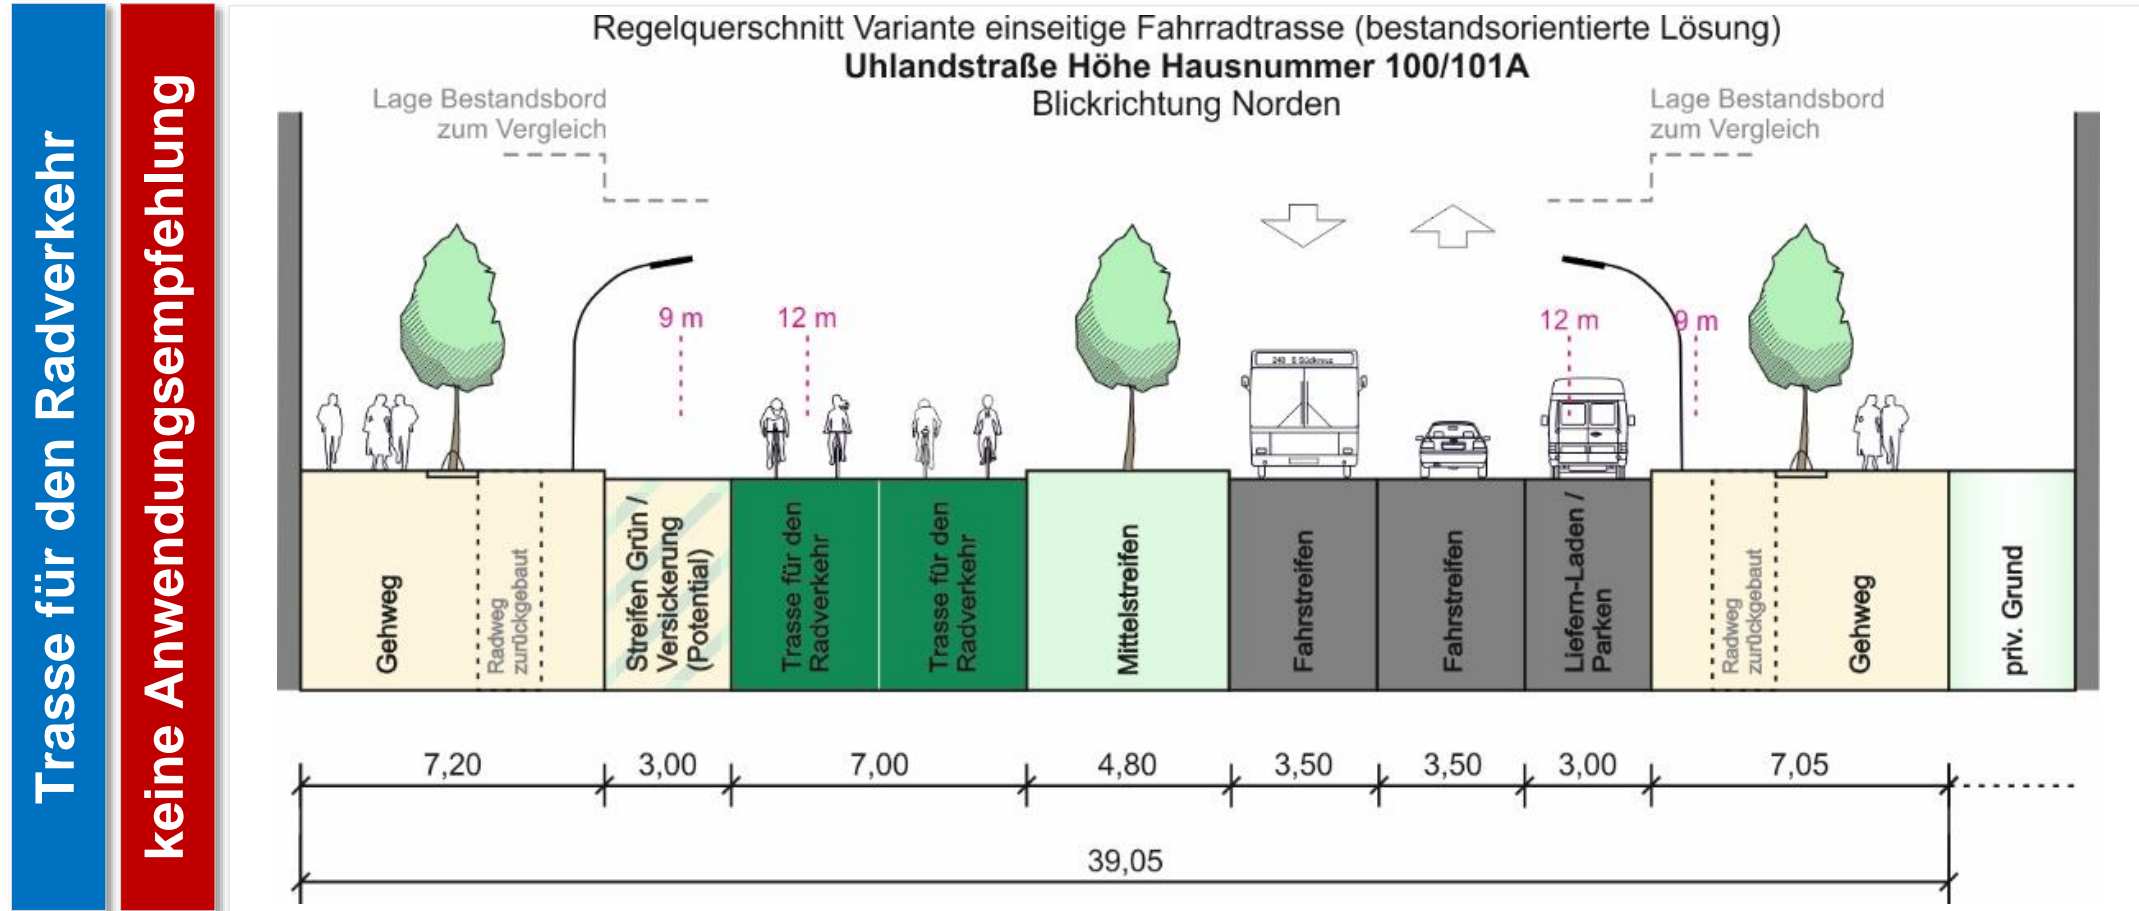 Trasse für den Radverkehr
keine Anwendungsempfehlung
Regelquerschnitt Variante einseitige Fahrradtrasse (bestandsorientierte Lösung)
Uhlandstraße Höhe Hausnummer 100/101A
Blickrichtung Norden
Lage Bestandsbord
zum Vergleich
Lage Bestandsbord
zum Vergleich
9 m
12 m
12 m
9 m
Gehweg
Radweg
zurückgebaut
Streifen Grün /
Versickerung
(Potential)
Trasse für den
Radverkehr
Trasse für den
Radverkehr
Mittelstreifen
Fahrstreifen
Fahrstreifen
Liefern-Laden /
Parken
Radweg
zurückgebaut
Gehweg
priv. Grund
7,20
3,00
7,00
4,80
3,50
3,50
3,00
7,05
39,05